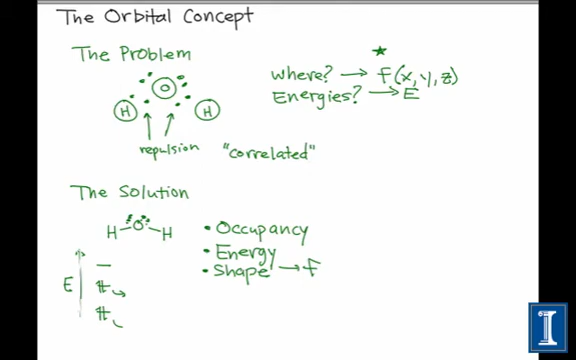 The Orbital Concept
The Problem
where? → f(x, y, z)
Energies? → E
O
H H
repulsion "correlated"
The Solution
H–O–H
• Occupancy
• Energy
• Shape → f
E
I